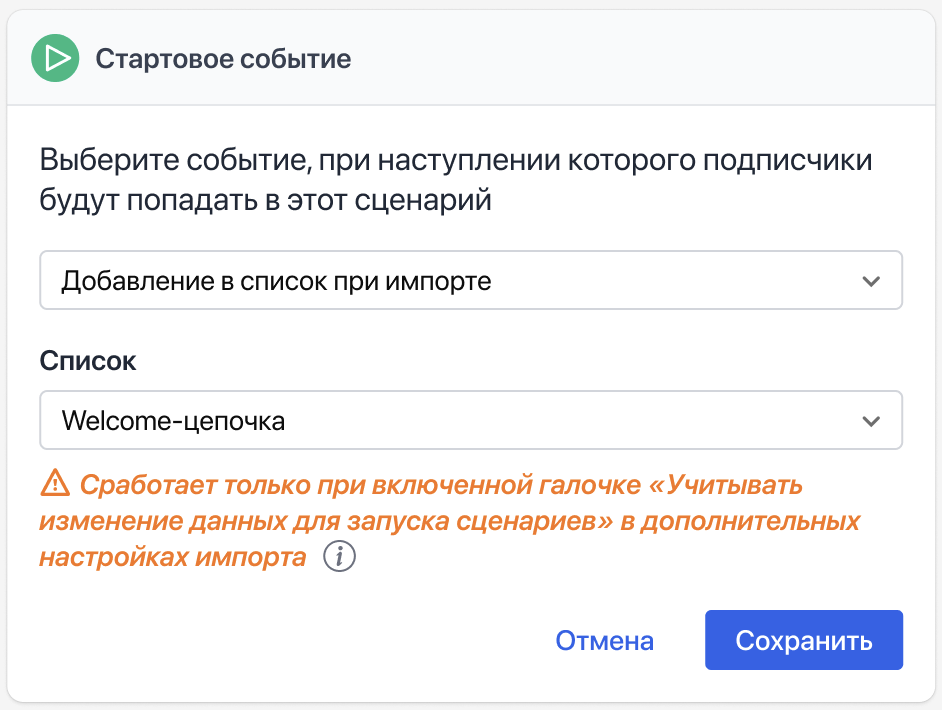 Стартовое событие
Выберите событие, при наступлении которого подписчики
будут попадать в этот сценарий
Добавление в список при импорте
Список
Welcome-цепочка
Сработает только при включенной галочке «Учитывать
изменение данных для запуска сценариев» в дополнительных
настройках импорта
Отмена
Сохранить